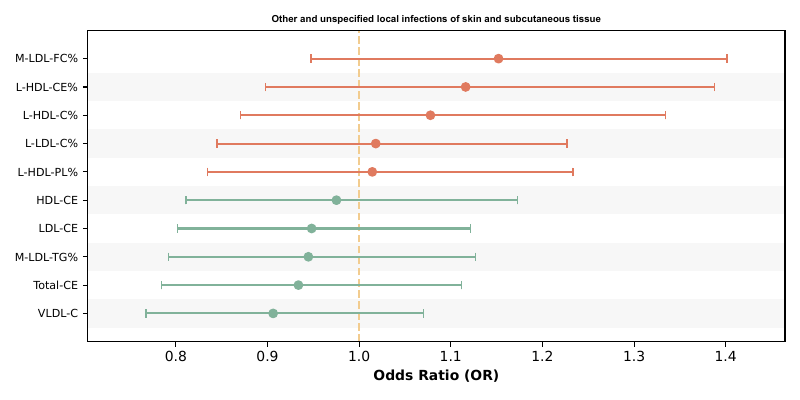 Other and unspecified local infections of skin and subcutaneous tissue
M-LDL-FC%
L-HDL-CE%
L-HDL-C%
L-LDL-C%
L-HDL-PL%
HDL-CE
LDL-CE
M-LDL-TG%
Total-CE
VLDL-C
0.8 0.9 1.0 1.1 1.2 1.3 1.4
Odds Ratio (OR)